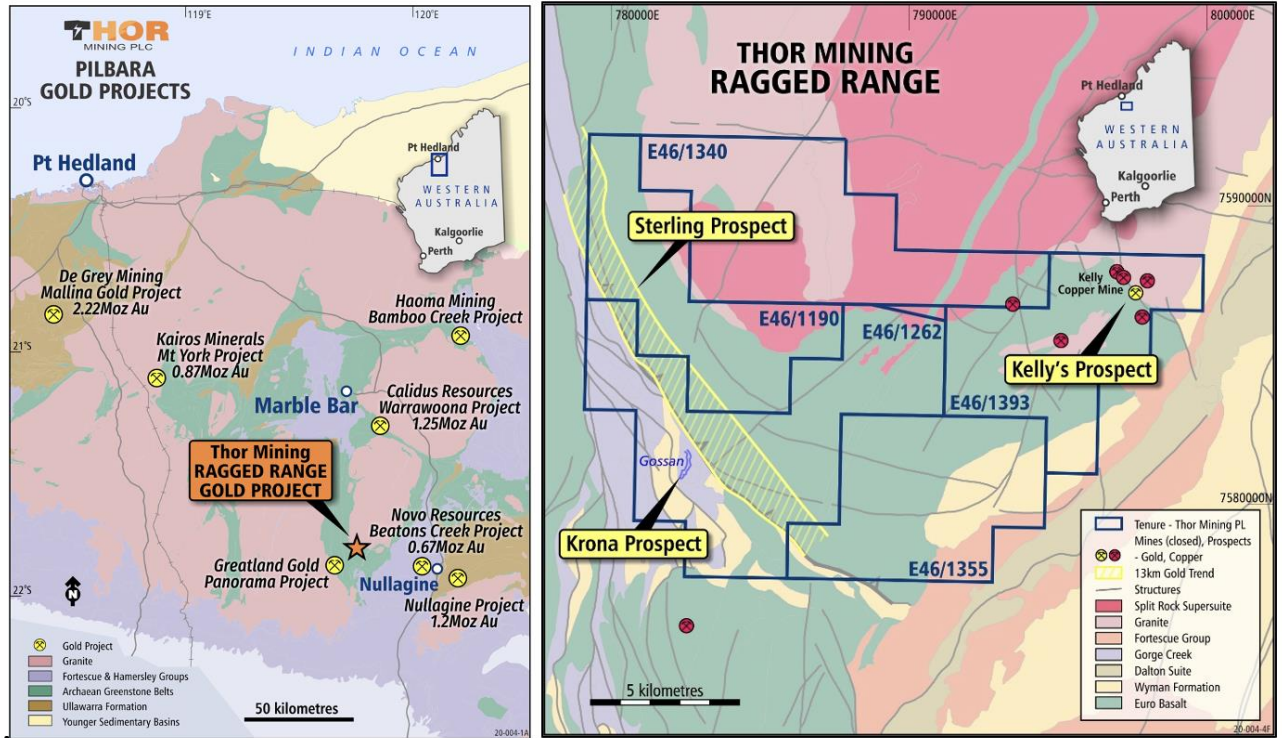 THOR
MINING PLC
PILBARA
GOLD PROJECTS
119°E
120°E
INDIAN OCEAN
20°S
21°S
22°S
Pt Hedland
Pt Hedland
WESTERN
AUSTRALIA
Kalgoorlie
Perth
De Grey Mining
Mallina Gold Project
2.22Moz Au
Haoma Mining
Bamboo Creek Project
Kairos Minerals
Mt York Project
0.87Moz Au
Marble Bar
Calidus Resources
Warrawoona Project
1.25Moz Au
Thor Mining
RAGGED RANGE
GOLD PROJECT
Novo Resources
Beatons Creek Project
0.67Moz Au
Greatland Gold
Panorama Project
Nullagine
Nullagine Project
1.2Moz Au
N
Gold Project
Granite
Fortescue & Hamersley Groups
Archaean Greenstone Belts
Ullawarra Formation
Younger Sedimentary Basins
50 kilometres
20-004-1A
780000E
790000E
800000E
THOR MINING
RAGGED RANGE
Pt Hedland
WESTERN
AUSTRALIA
Kalgoorlie
Perth
7590000N
7580000N
E46/1340
Sterling Prospect
Kelly
Copper Mine
E46/1190
E46/1262
Kelly's Prospect
E46/1393
Gossan
Krona Prospect
E46/1355
5 kilometres
Tenure - Thor Mining PL
Mines (closed), Prospects
- Gold, Copper
13km Gold Trend
Structures
Split Rock Supersuite
Granite
Fortescue Group
Gorge Creek
Dalton Suite
Wyman Formation
Euro Basalt
20-004-4F